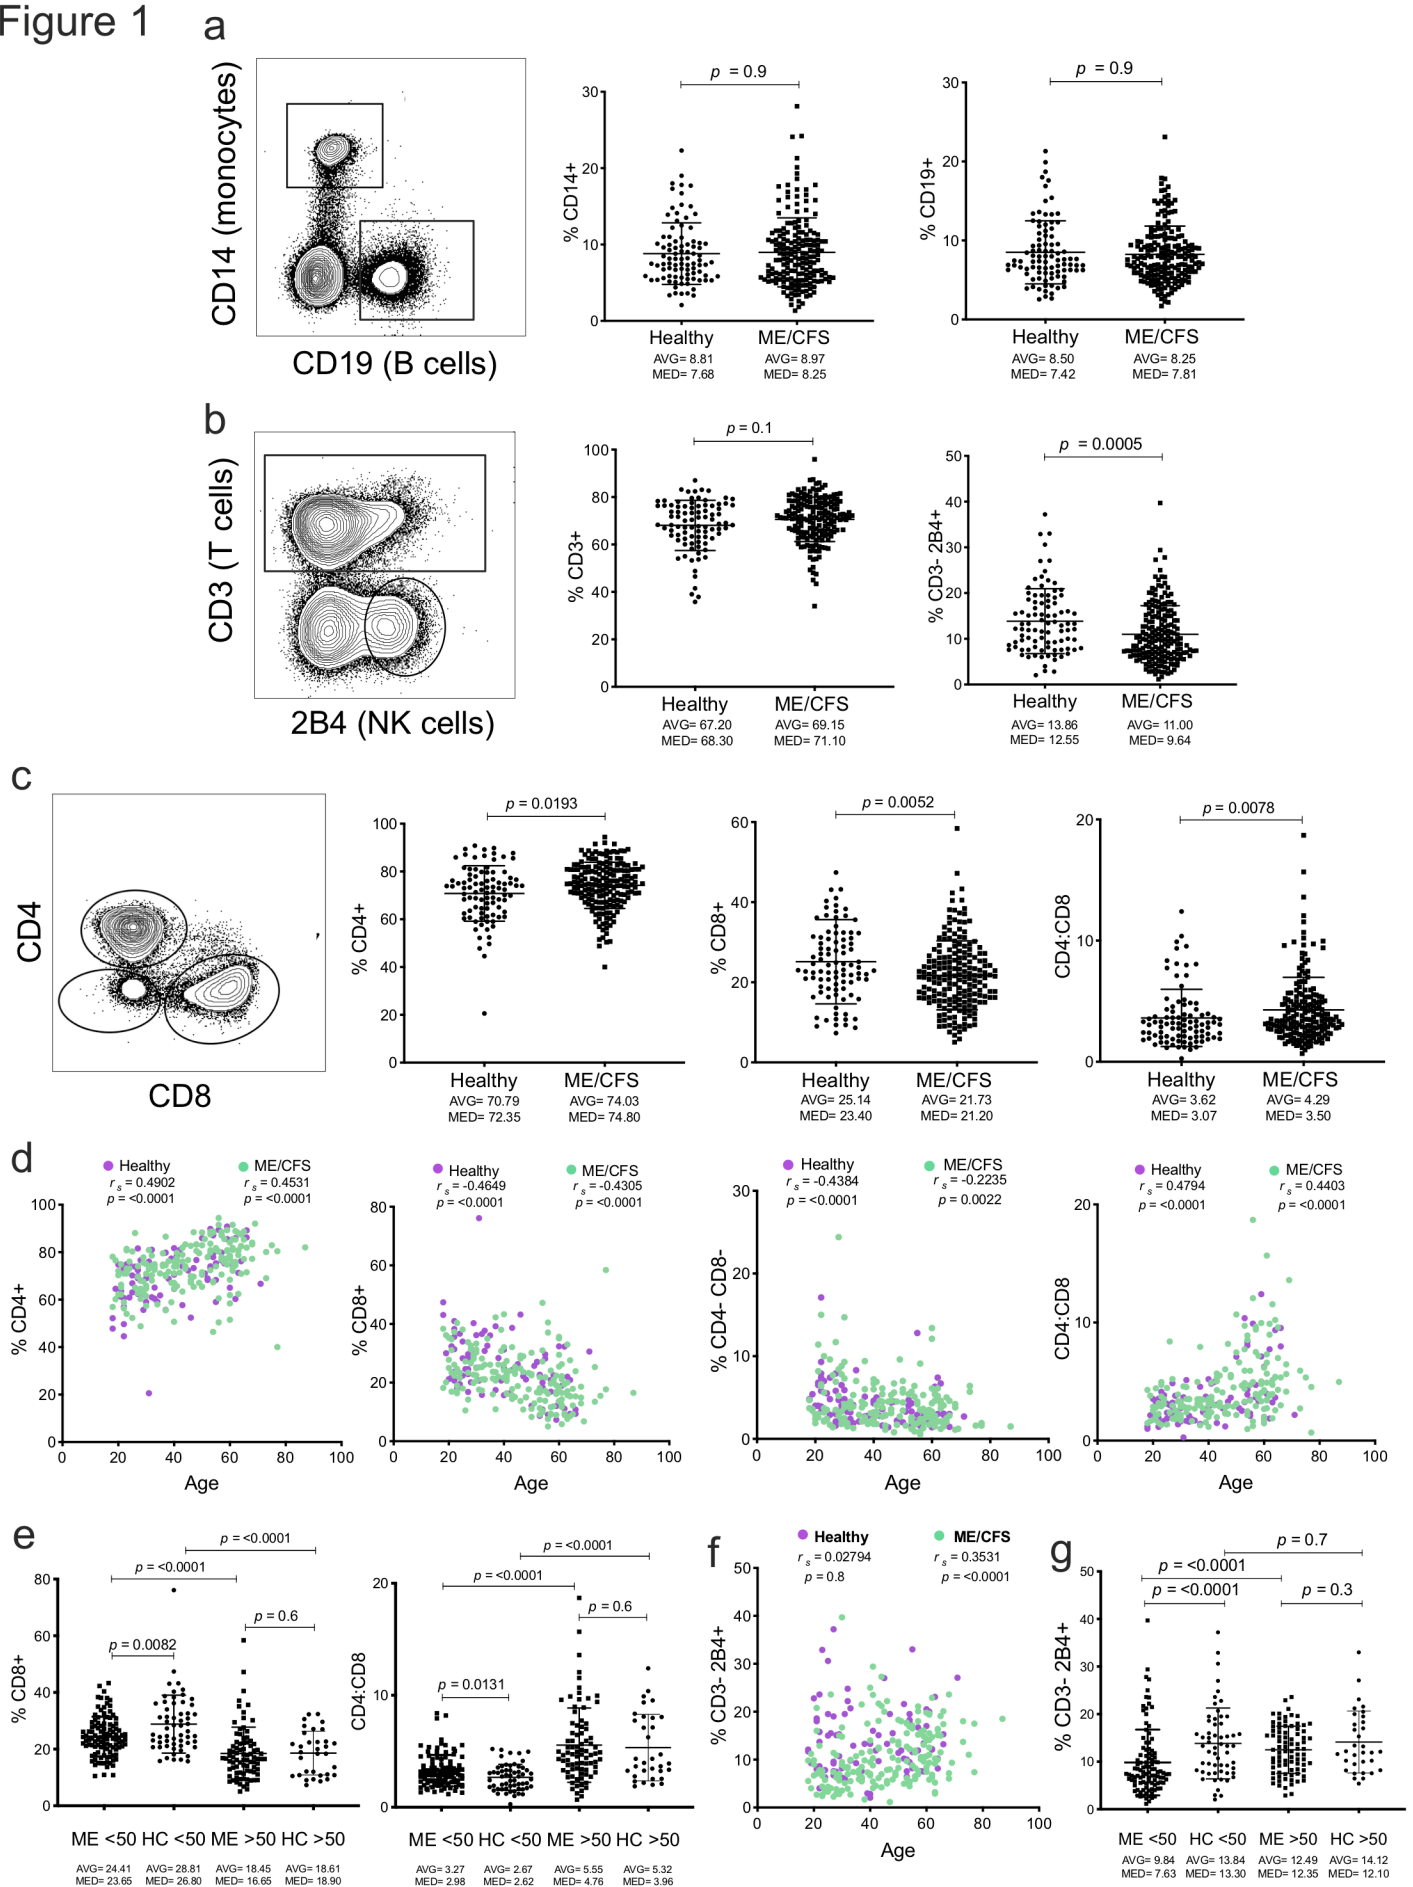 Figure 1
a
CD14 (monocytes)
CD19 (B cells)
p = 0.9
% CD14+
30
20
10
0
Healthy ME/CFS
AVG= 8.81 AVG= 8.97
MED= 7.68 MED= 8.25
p = 0.9
% CD19+
30
20
10
0
Healthy ME/CFS
AVG= 8.50 AVG= 8.25
MED= 7.42 MED= 7.81
b
CD3 (T cells)
2B4 (NK cells)
p = 0.1
% CD3+
100
80
60
40
20
0
Healthy ME/CFS
AVG= 67.20 AVG= 69.15
MED= 68.30 MED= 71.10
p = 0.0005
% CD3- 2B4+
50
40
30
20
10
0
Healthy ME/CFS
AVG= 13.86 AVG= 11.00
MED= 12.55 MED= 9.64
c
CD4
CD8
p = 0.0193
% CD4+
100
80
60
40
20
0
Healthy ME/CFS
AVG= 70.79 AVG= 74.03
MED= 72.35 MED= 74.80
p = 0.0052
% CD8+
60
40
20
0
Healthy ME/CFS
AVG= 25.14 AVG= 21.73
MED= 23.40 MED= 21.20
p = 0.0078
CD4:CD8
20
10
0
Healthy ME/CFS
AVG= 3.62 AVG= 4.29
MED= 3.07 MED= 3.50
d
Healthy ME/CFS
r s = 0.4902 r s = 0.4531
p = <0.0001 p = <0.0001
% CD4+
100
80
60
40
20
0
0 20 40 60 80 100
Age
Healthy ME/CFS
r s = -0.4649 r s = -0.4305
p = <0.0001 p = <0.0001
% CD8+
80
60
40
20
0
0 20 40 60 80 100
Age
Healthy ME/CFS
r s = -0.4384 r s = -0.2235
p = <0.0001 p = 0.0022
% CD4- CD8-
30
20
10
0
0 20 40 60 80 100
Age
Healthy ME/CFS
r s = 0.4794 r s = 0.4403
p = <0.0001 p = <0.0001
CD4:CD8
20
10
0
0 20 40 60 80 100
Age
e
p = <0.0001
p = <0.0001
p = 0.6
p = 0.0082
% CD8+
80
60
40
20
0
ME <50 HC <50 ME >50 HC >50
AVG= 24.41 AVG= 28.81 AVG= 18.45 AVG= 18.61
MED= 23.65 MED= 26.80 MED= 16.65 MED= 18.90
p = <0.0001
p = <0.0001
p = 0.6
p = 0.0131
CD4:CD8
20
10
0
ME <50 HC <50 ME >50 HC >50
AVG= 3.27 AVG= 2.67 AVG= 5.55 AVG= 5.32
MED= 2.98 MED= 2.62 MED= 4.76 MED= 3.96
f
Healthy ME/CFS
r s = 0.02794 r s = 0.3531
p = 0.8 p = <0.0001
% CD3- 2B4+
50
40
30
20
10
0
0 20 40 60 80 100
Age
g
p = 0.7
p = <0.0001
p = <0.0001 p = 0.3
% CD3- 2B4+
50
40
30
20
10
0
ME <50 HC <50 ME >50 HC >50
AVG= 9.84 AVG= 13.84 AVG= 12.49 AVG= 14.12
MED= 7.63 MED= 13.30 MED= 12.35 MED= 12.10